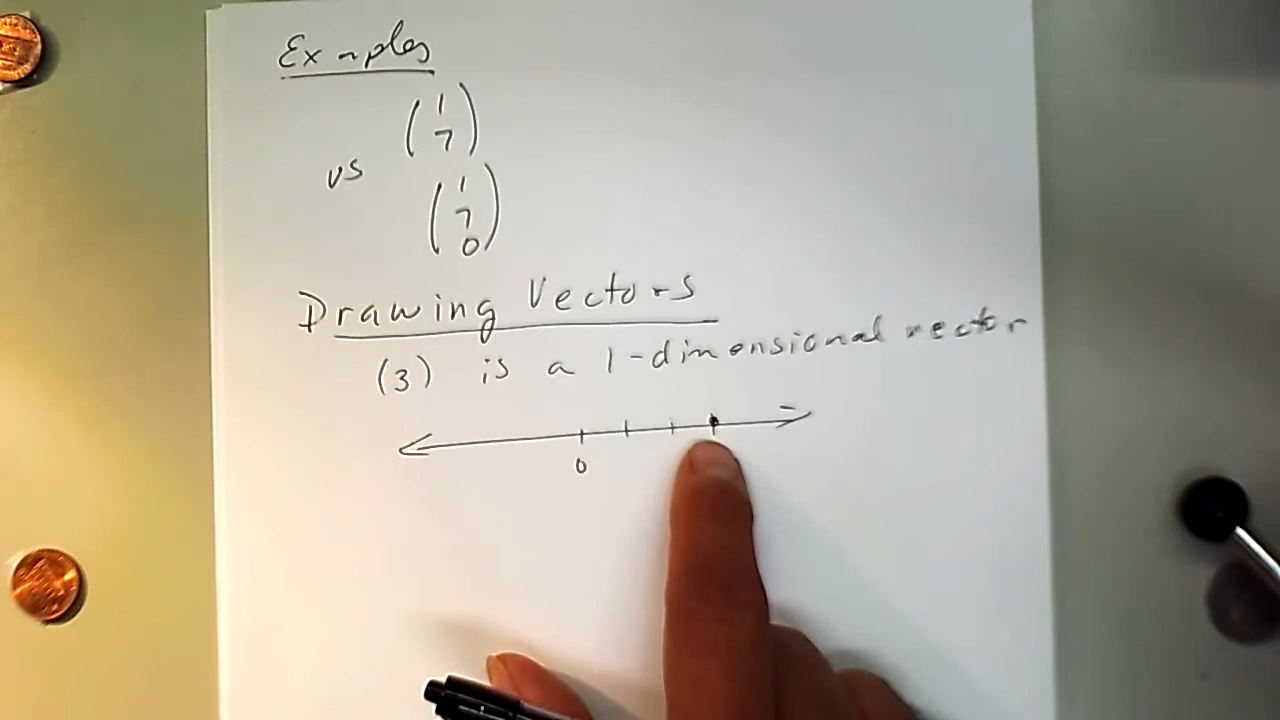 Examples
(1
7)
vs
(1
7
0)
Drawing Vectors
(3) is a 1-dimensional vector
0